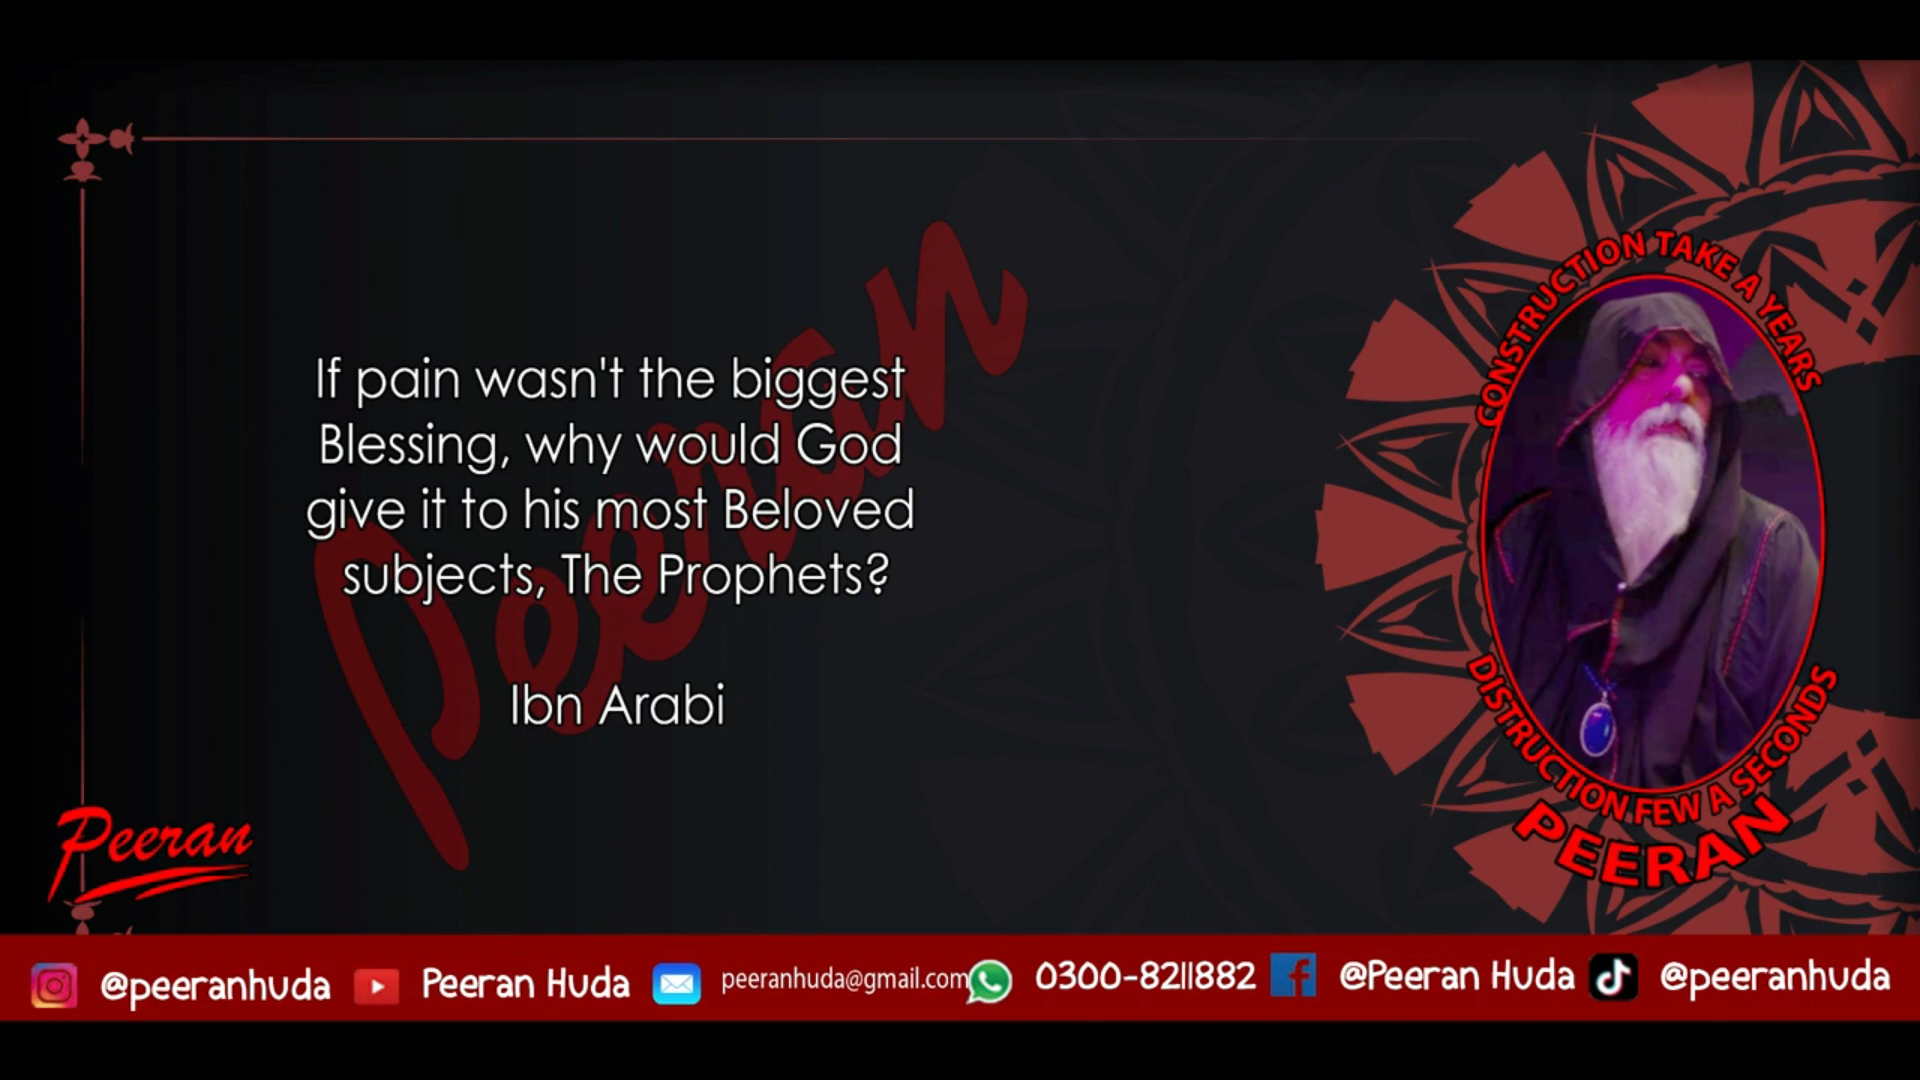 CONSTRUCTION TAKE A YEARS
If pain wasn't the biggest
Blessing, why would God
give it to his most Beloved
subjects, The Prophets?
Ibn Arabi
Peeran
DISTRUCTION FEW A SECONDS
PEERAN
Peeran
@peeranhuda Peeran Huda peeranhuda@gmail.com 0300-8211882 @Peeran Huda @peeranhuda